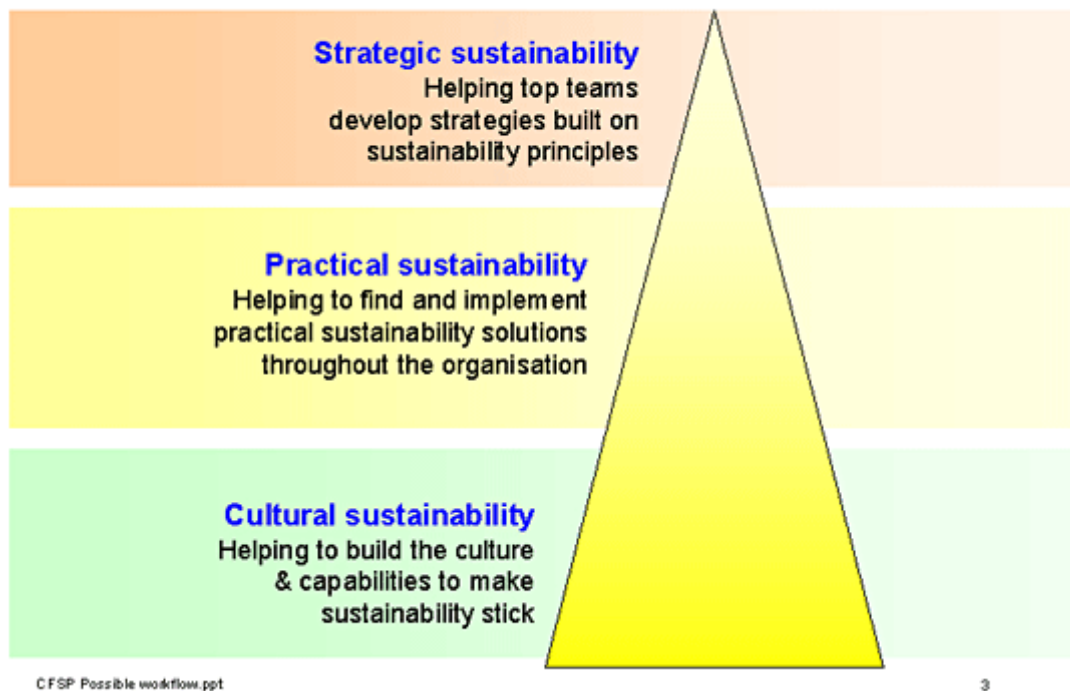 Strategic sustainability
Helping top teams
develop strategies built on
sustainability principles
Practical sustainability
Helping to find and implement
practical sustainability solutions
throughout the organisation
Cultural sustainability
Helping to build the culture
& capabilities to make
sustainability stick
CFSP Possible workflow.ppt
3